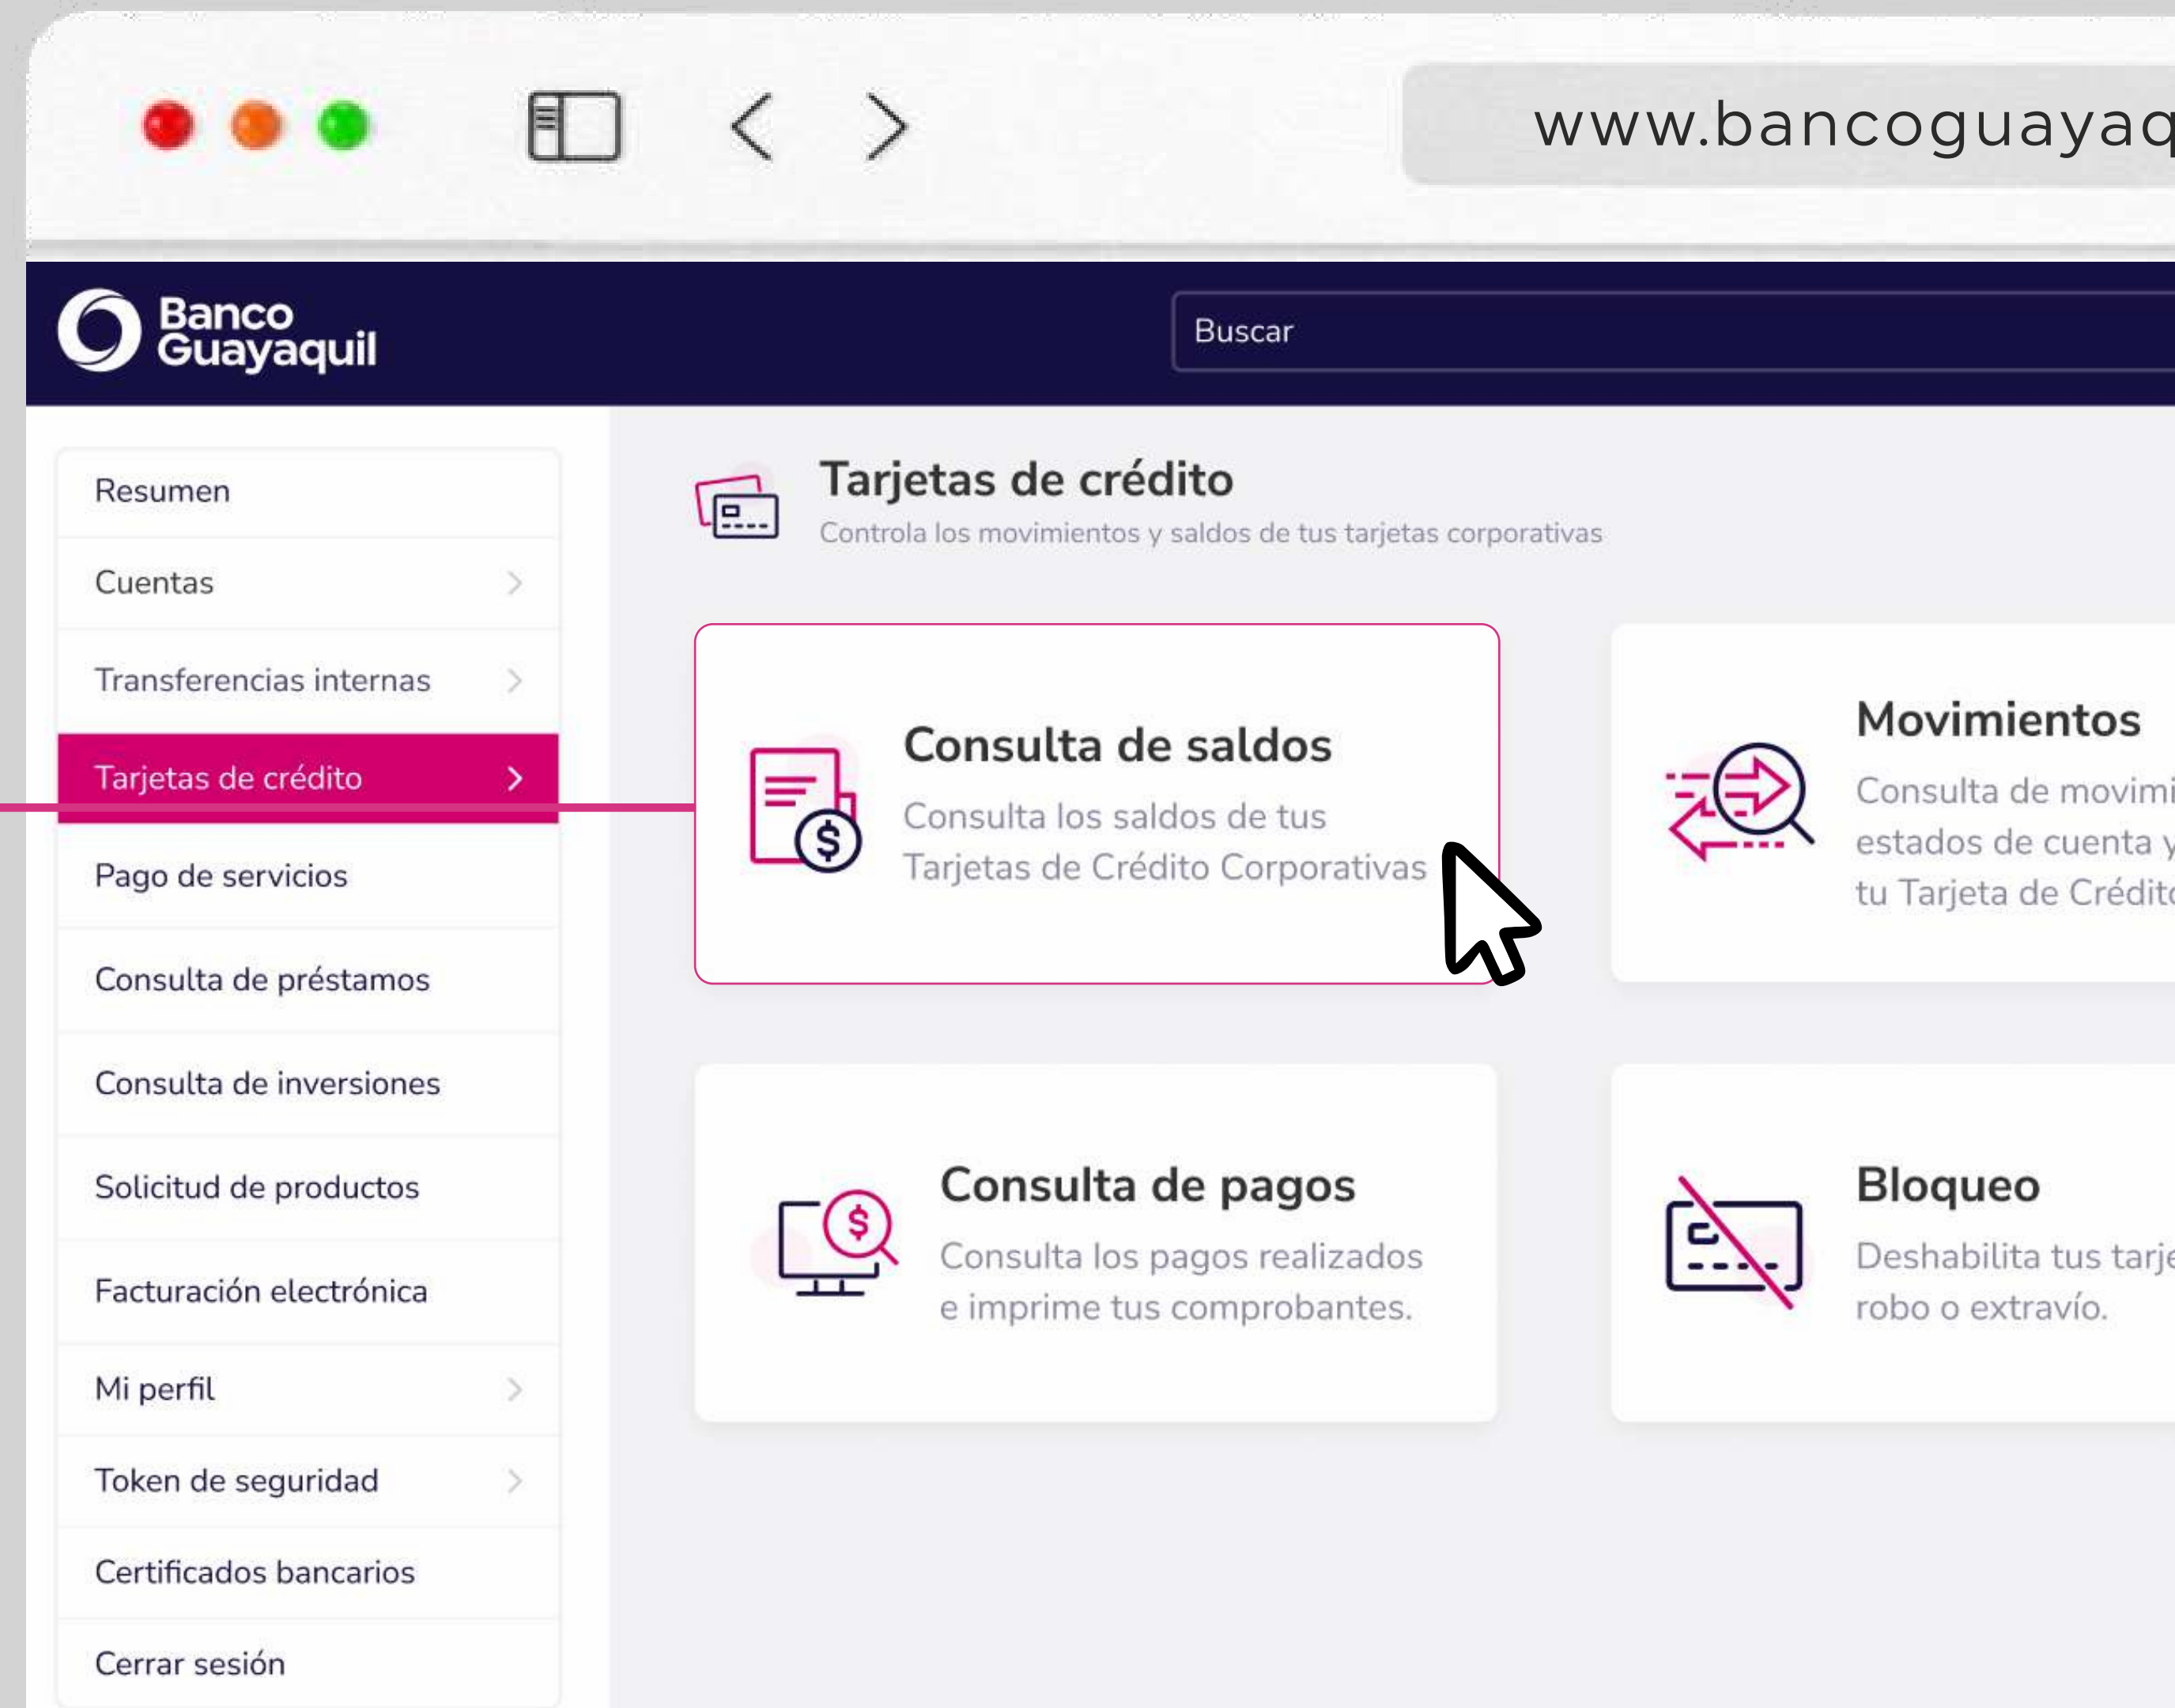 www.bancoguayaq
Banco
Guayaquil
Buscar
Resumen
Cuentas
Transferencias internas
Tarjetas de crédito
Pago de servicios
Consulta de préstamos
Consulta de inversiones
Solicitud de productos
Facturación electrónica
Mi perfil
Token de seguridad
Certificados bancarios
Cerrar sesión
Tarjetas de crédito
Controla los movimientos y saldos de tus tarjetas corporativas
Consulta de saldos
Consulta los saldos de tus
Tarjetas de Crédito Corporativas
Movimientos
Consulta de movimi
estados de cuenta y
tu Tarjeta de Crédito
Consulta de pagos
Consulta los pagos realizados
e imprime tus comprobantes.
Bloqueo
Deshabilita tus tarje
robo o extravío.